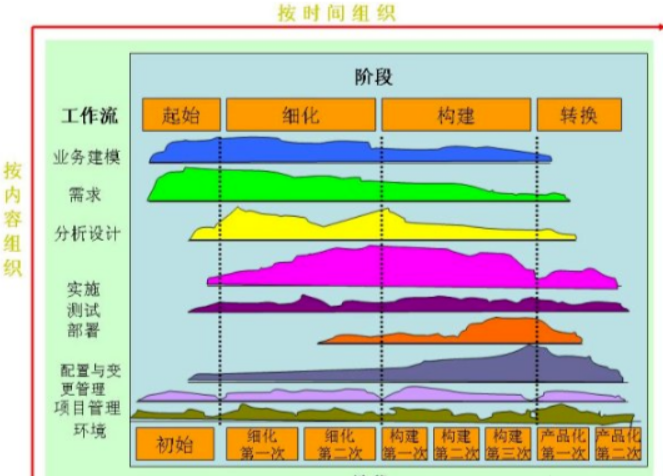 按时间组织
阶段
工作流
起始
细化
构建
转换
按内容组织
业务建模
需求
分析设计
实施
测试
部署
配置与变
更管理
项目管理
环境
初始
细化
第一次
细化
第二次
构建
第一次
构建
第二次
构建
第三次
产品化
第一次
产品化
第二次